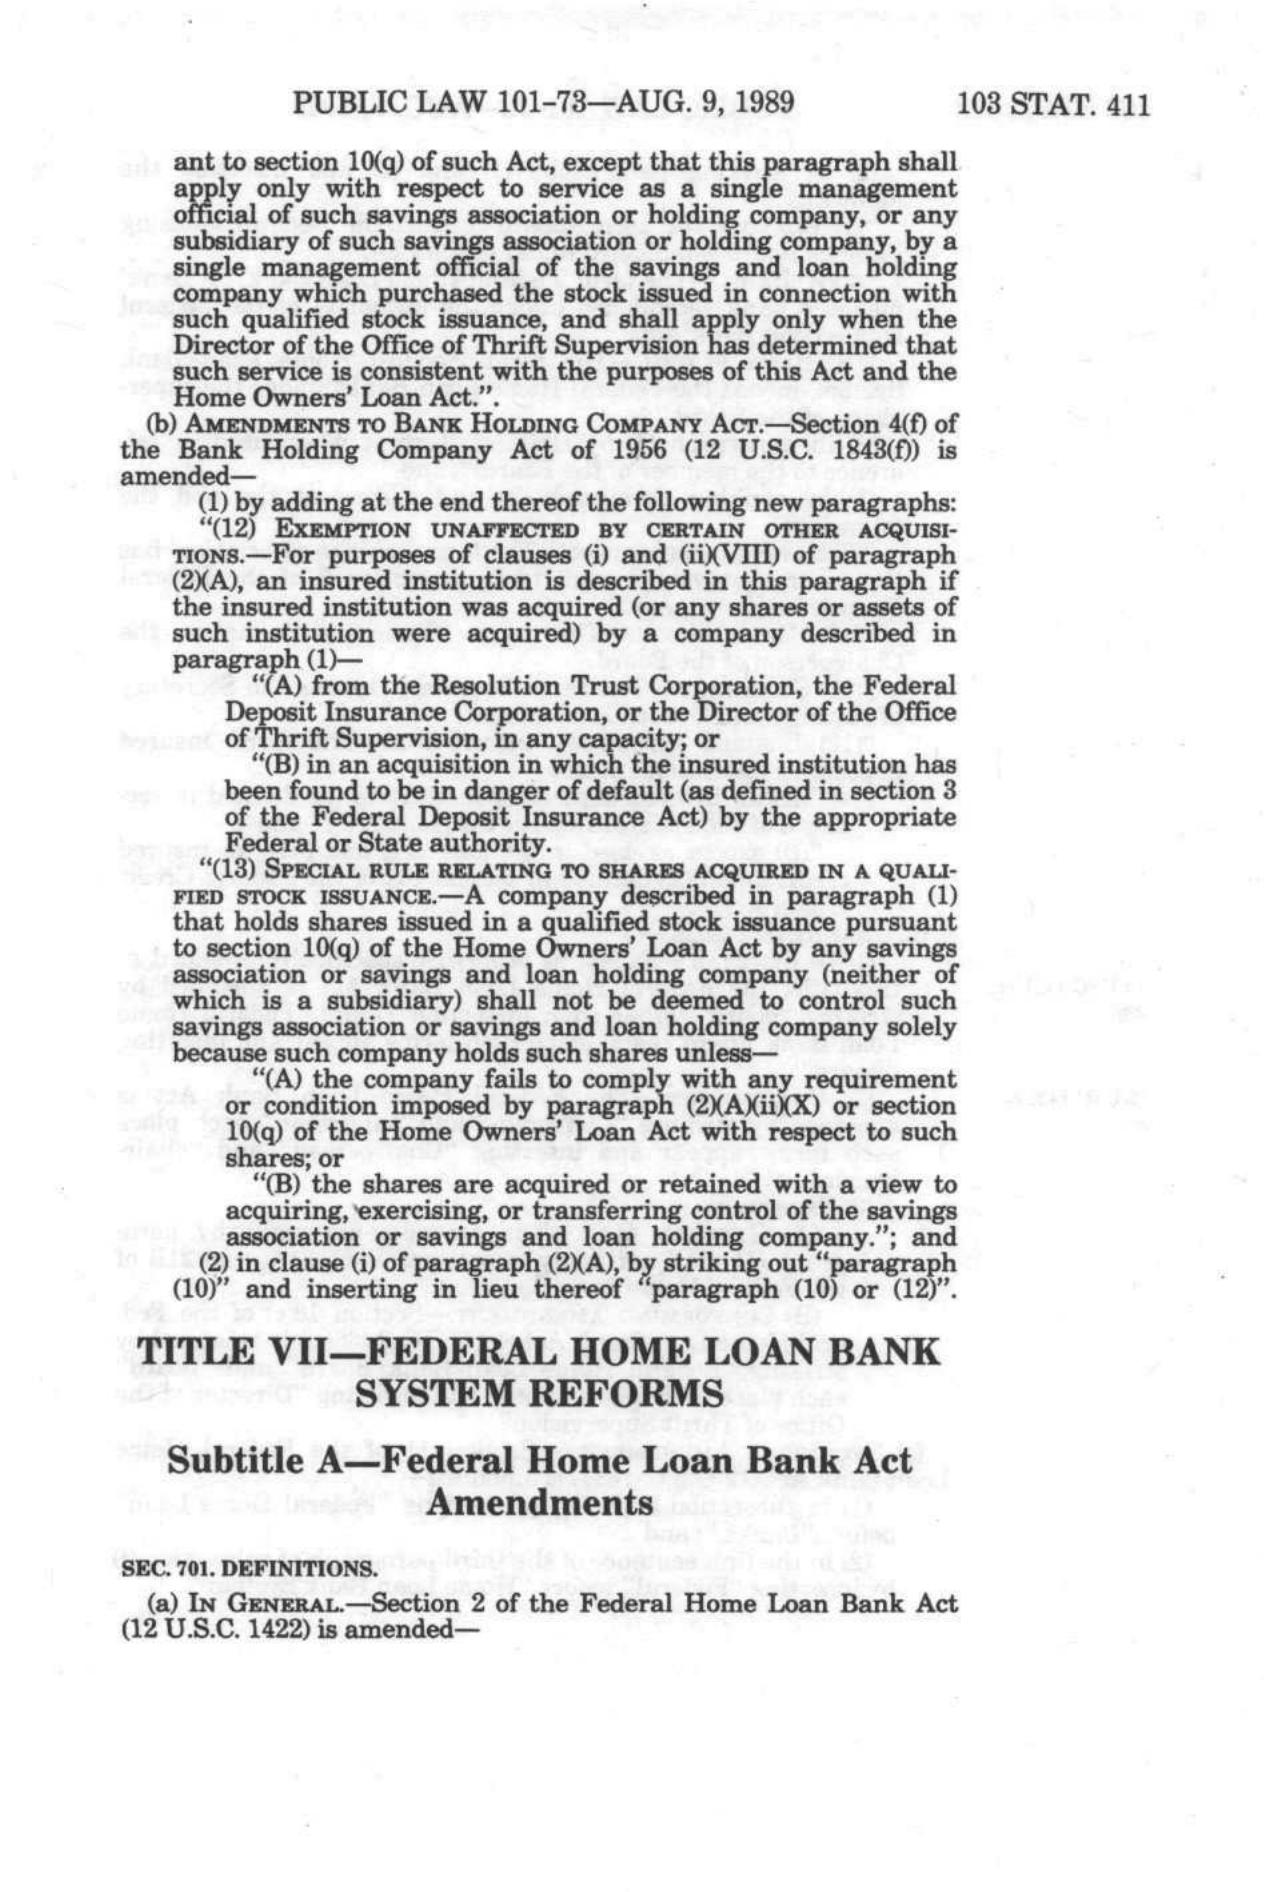 PUBLIC LAW 101-73—AUG. 9, 1989 103 STAT. 411
ant to section 10(q) of such Act, except that this paragraph shall
apply only with respect to service as a single management
official of such savings association or holding company, or any
subsidiary of such savings association or holding company, by a
single management official of the savings and loan holding
company which purchased the stock issued in connection with
such qualified stock issuance, and shall apply only when the
Director of the Office of Thrift Supervision has determined that
such service is consistent with the purposes of this Act and the
Home Owners' Loan Act.".
(b) AMENDMENTS TO BANK HOLDING COMPANY ACT.—Section 4(f) of
the Bank Holding Company Act of 1956 (12 U.S.C. 1843(f)) is
amended—
(1) by adding at the end thereof the following new paragraphs:
"(12) EXEMPTION UNAFFECTED BY CERTAIN OTHER ACQUISI-
TIONS.—For purposes of clauses (i) and (ii)(VIII) of paragraph
(2)(A), an insured institution is described in this paragraph if
the insured institution was acquired (or any shares or assets of
such institution were acquired) by a company described in
paragraph (1)—
"(A) from the Resolution Trust Corporation, the Federal
Deposit Insurance Corporation, or the Director of the Office
of Thrift Supervision, in any capacity; or
"(B) in an acquisition in which the insured institution has
been found to be in danger of default (as defined in section 3
of the Federal Deposit Insurance Act) by the appropriate
Federal or State authority.
"(13) SPECIAL RULE RELATING TO SHARES ACQUIRED IN A QUALI-
FIED STOCK ISSUANCE.—A company described in paragraph (1)
that holds shares issued in a qualified stock issuance pursuant
to section 10(q) of the Home Owners' Loan Act by any savings
association or savings and loan holding company (neither of
which is a subsidiary) shall not be deemed to control such
savings association or savings and loan holding company solely
because such company holds such shares unless—
"(A) the company fails to comply with any requirement
or condition imposed by paragraph (2)(A)(ii)(X) or section
10(q) of the Home Owners' Loan Act with respect to such
shares; or
"(B) the shares are acquired or retained with a view to
acquiring, exercising, or transferring control of the savings
association or savings and loan holding company."; and
(2) in clause (i) of paragraph (2)(A), by striking out "paragraph
(10)" and inserting in lieu thereof "paragraph (10) or (12)".
TITLE VII—FEDERAL HOME LOAN BANK
SYSTEM REFORMS
Subtitle A—Federal Home Loan Bank Act
Amendments
SEC. 701. DEFINITIONS.
(a) IN GENERAL.—Section 2 of the Federal Home Loan Bank Act
(12 U.S.C. 1422) is amended—